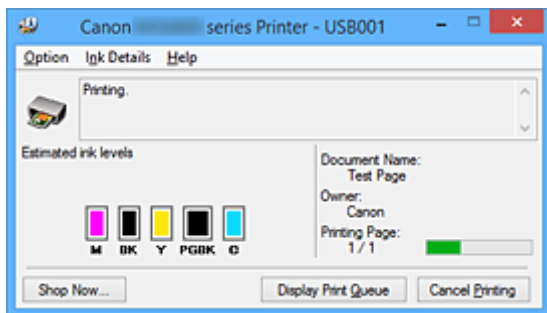 Canon series Printer - USB001
Option Ink Details Help
Printing.
Estimated ink levels
M BK Y PGBK C
Document Name:
Test Page
Owner:
Canon
Printing Page:
1 / 1
Shop Now... Display Print Queue Cancel Printing